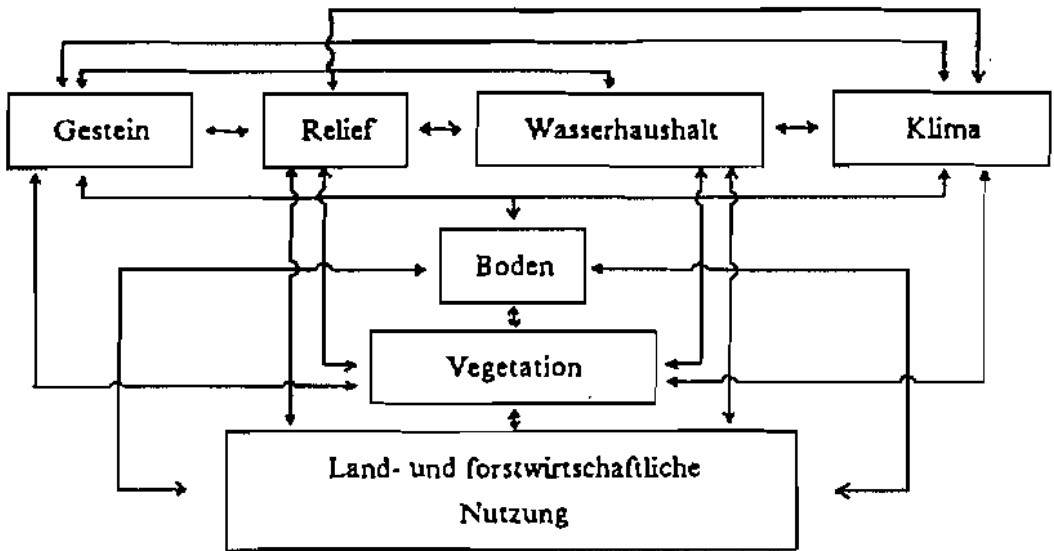 Gestein
Relief
Wasserhaushalt
Klima
Boden
Vegetation
Land- und forstwirtschaftliche
Nutzung